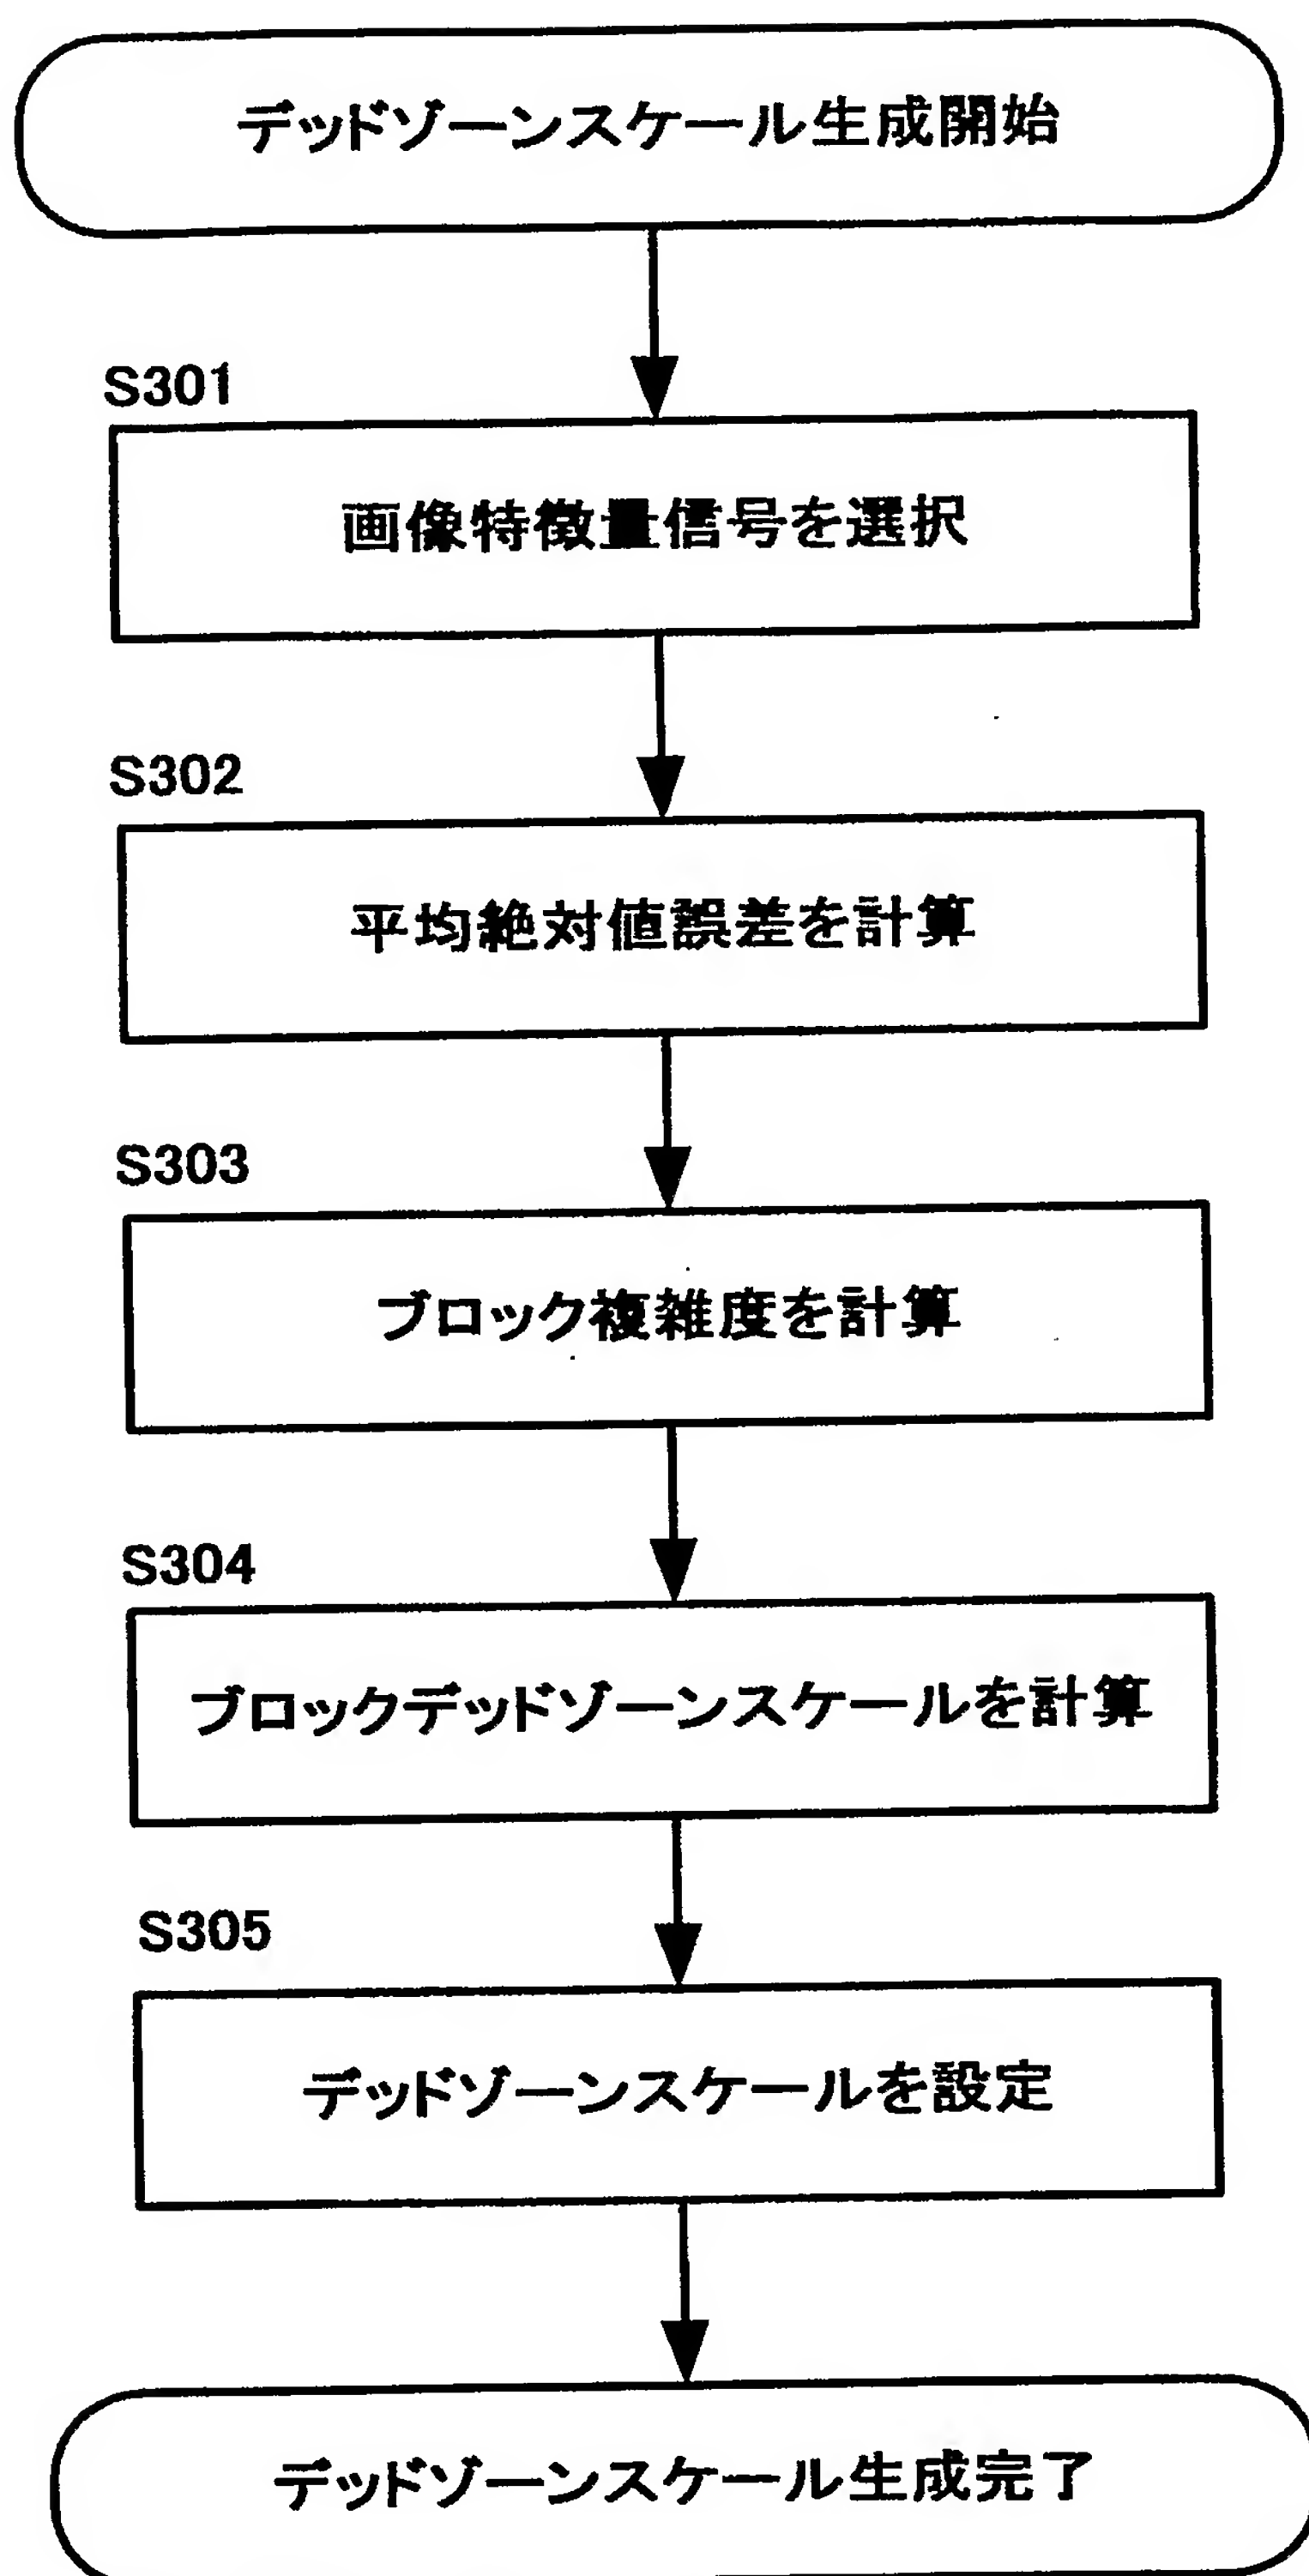 デッドゾーンスケール生成開始
S301
画像特徴量信号を選択
S302
平均絶対値誤差を計算
S303
ブロック複雑度を計算
S304
ブロックデッドゾーンスケールを計算
S305
デッドゾーンスケールを設定
デッドゾーンスケール生成完了